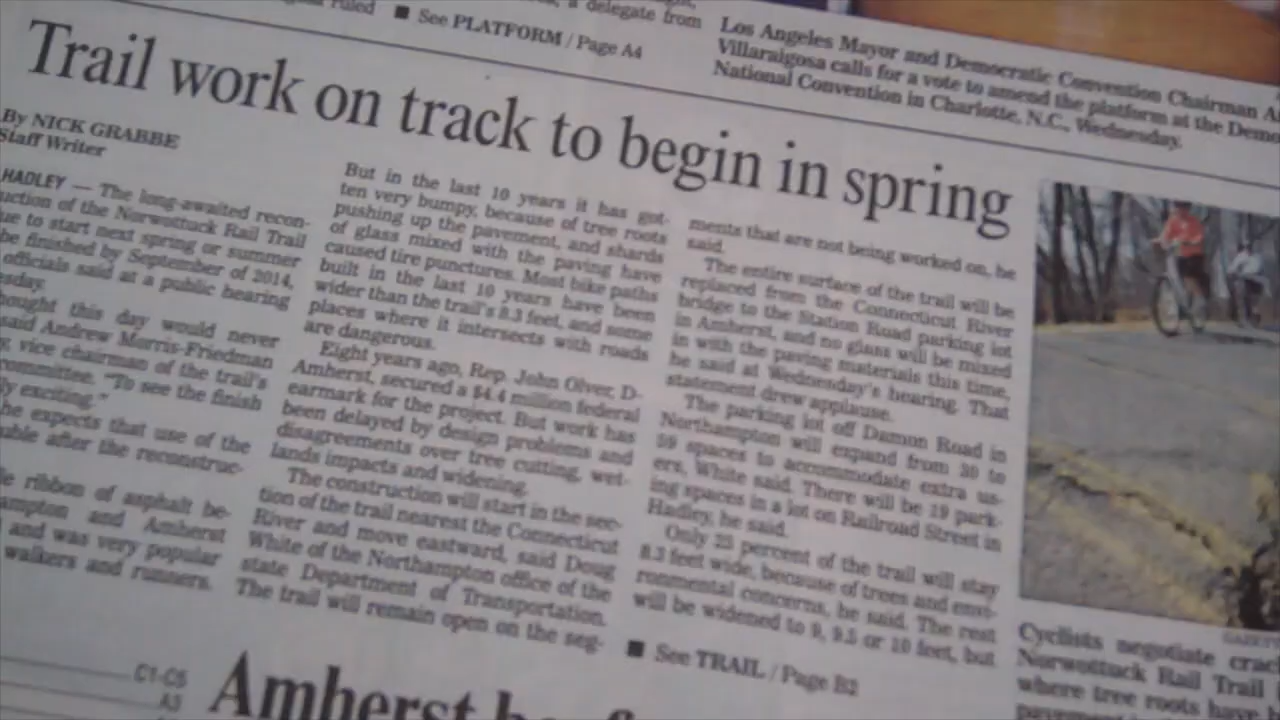 ruled
■ See PLATFORM / Page A4
a delegate from
Los Angeles Mayor and Democratic Convention Chairman
Villaraigosa calls for a vote to amend the platform at the
National Convention in Charlotte, N.C., Wednesday.
Trail work on track to begin in spring
By NICK GRABBE
Staff Writer
HADLEY — The long-awaited recon-
uction of the Norwottuck Rail Trail
ue to start next spring or summer
be finished by September of 2014,
officials said at a public hearing
sday.
hought this day would never
said Andrew Morris-Friedman
vice chairman of the trail's
committee. "To see the finish
ly exciting."
he expects that use of the
able after the reconstruc-
le ribbon of asphalt be-
ampton and Amherst
and was very popular
walkers and runners.
But in the last 10 years it has got-
ten very bumpy, because of tree roots
pushing up the pavement, and shards
of glass mixed with the paving have
caused tire punctures. Most bike paths
built in the last 10 years have been
wider than the trail's 8.3 feet, and some
places where it intersects with roads
are dangerous.
Eight years ago, Rep. John Olver, D-
Amherst, secured a $4.4 million federal
earmark for the project. But work has
been delayed by design problems and
disagreements over tree cutting, wet-
lands impacts and widening.
The construction will start in the sec-
tion of the trail nearest the Connecticut
River and move eastward, said Doug
White of the Northampton office of the
state Department of Transportation.
The trail will remain open on the seg-
ments that are not being worked on, he
said.
The entire surface of the trail will be
replaced from the Connecticut River
bridge to the Station Road parking lot
in Amherst, and no glass will be mixed
in with the paving materials this time,
he said at Wednesday's hearing. That
statement drew applause.
The parking lot off Damon Road in
Northampton will expand from 30 to
59 spaces to accommodate extra us-
ers, White said. There will be 19 park-
ing spaces in a lot on Railroad Street in
Hadley, he said.
Only 25 percent of the trail will stay
8.3 feet wide, because of trees and envi-
ronmental concerns, he said. The rest
will be widened to 9, 9.5 or 10 feet, but
■ See TRAIL / Page B2
Cyclists negotiate
Norwottuck Rail Trail
where tree roots have
C1-C5
A3
Amherst